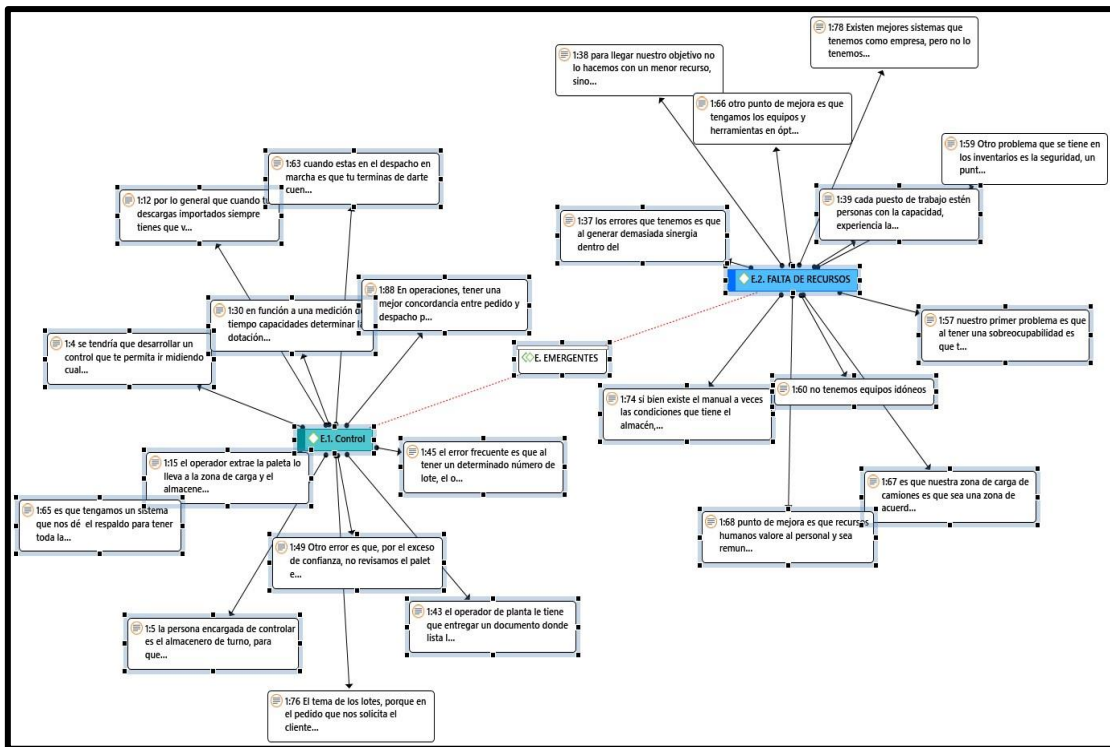 1:78 Existen mejores sistemas que
tenemos como empresa, pero no lo
tenemos...
1:38 para llegar nuestro objetivo no
lo hacemos con un menor recurso,
sino...
1:66 otro punto de mejora es que
tengamos los equipos y
herramientas en ópt...
1:59 Otro problema que se tiene en
los inventarios es la seguridad, un
punt...
1:63 cuando estas en el despacho en
marcha es que tu terminas de darte
cuen...
1:12 por lo general que cuando
descargas importados siempre
tienes que v...
1:39 cada puesto de trabajo estén
personas con la capacidad,
experiencia la...
1:37 los errores que tenemos es que
al generar demasiada sinergia
dentro del
E.2. FALTA DE RECURSOS
1:88 En operaciones, tener una
mejor concordancia entre pedido y
despacho p...
1:30 en función a una medición
tiempo capacidades determinar
dotación...
1:57 nuestro primer problema es que
al tener una sobreocupabilidad es
que t...
1:4 se tendría que desarrollar un
control que te permita ir midiendo
cual...
E. EMERGENTES
1:60 no tenemos equipos idóneos
1:74 si bien existe el manual a veces
las condiciones que tiene el
almacén,...
E.1. Control
1:45 el error frecuente es que al
tener un determinado número de
lote, el o...
1:15 el operador extrae la paleta lo
lleva a la zona de carga y el
almacene...
1:67 es que nuestra zona de carga de
camiones es que sea una zona de
acuerd...
1:65 es que tengamos un sistema
que nos dé el respaldo para tener
toda la...
1:68 punto de mejora es que recursos
humanos valore al personal y sea
remun...
1:49 Otro error es que, por el exceso
de confianza, no revisamos el palet
e...
1:43 el operador de planta le tiene
que entregar un documento donde
lista l...
1:5 la persona encargada de controlar
es el almacenero de turno, para
que...
1:76 El tema de los lotes, porque en
el pedido que nos solicita el
cliente...